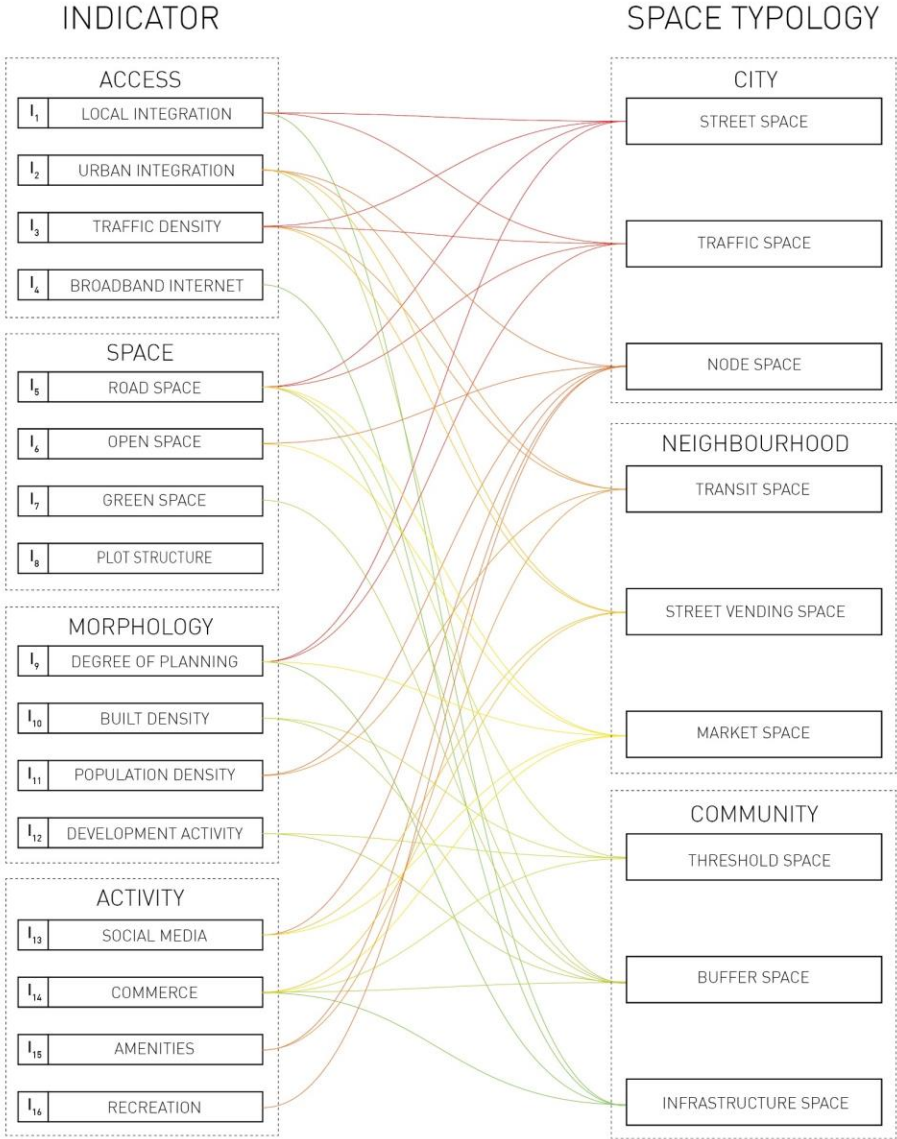 INDICATOR
ACCESS
I1 LOCAL INTEGRATION
I2 URBAN INTEGRATION
I3 TRAFFIC DENSITY
I4 BROADBAND INTERNET
SPACE
I5 ROAD SPACE
I6 OPEN SPACE
I7 GREEN SPACE
I8 PLOT STRUCTURE
MORPHOLOGY
I9 DEGREE OF PLANNING
I10 BUILT DENSITY
I11 POPULATION DENSITY
I12 DEVELOPMENT ACTIVITY
ACTIVITY
I13 SOCIAL MEDIA
I14 COMMERCE
I15 AMENITIES
I16 RECREATION
SPACE TYPOLOGY
CITY
STREET SPACE
TRAFFIC SPACE
NODE SPACE
NEIGHBOURHOOD
TRANSIT SPACE
STREET VENDING SPACE
MARKET SPACE
COMMUNITY
THRESHOLD SPACE
BUFFER SPACE
INFRASTRUCTURE SPACE